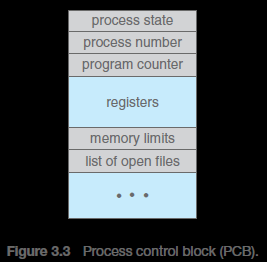 process state
process number
program counter
registers
memory limits
list of open files
• • •
Figure 3.3 Process control block (PCB).